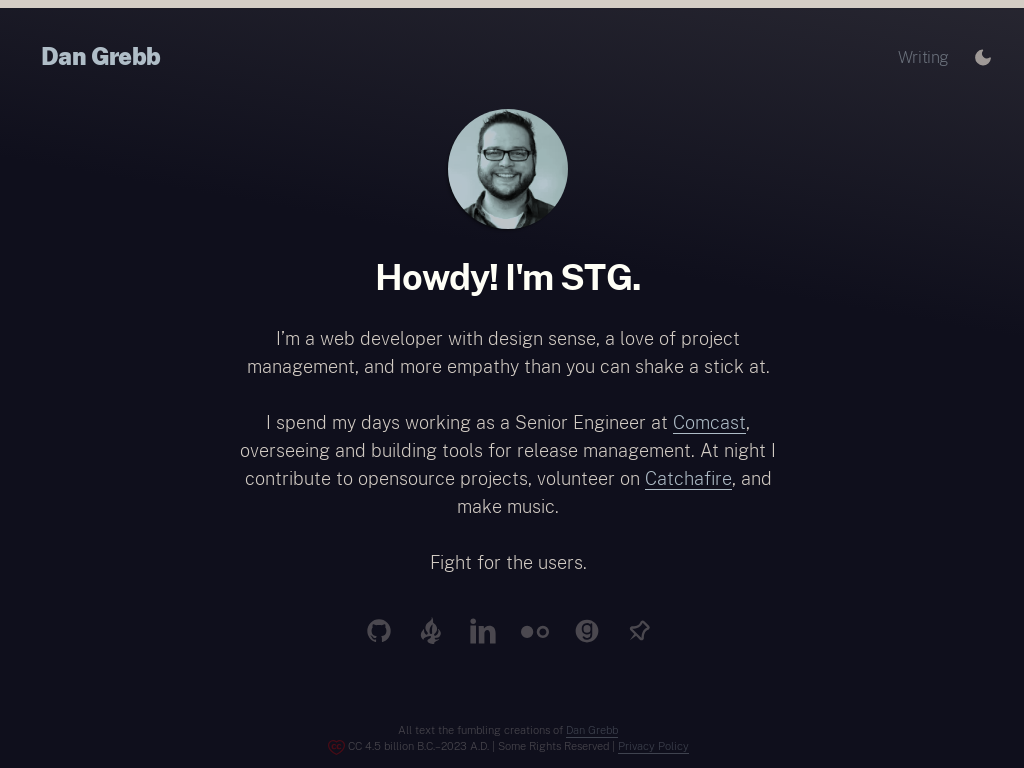 Dan Grebb
Writing
Howdy! I'm STG.
I’m a web developer with design sense, a love of project
management, and more empathy than you can shake a stick at.
I spend my days working as a Senior Engineer at Comcast,
overseeing and building tools for release management. At night I
contribute to opensource projects, volunteer on Catchafire, and
make music.
Fight for the users.
All text the fumbling creations of Dan Grebb
CC 4.5 billion B.C.–2023 A.D. | Some Rights Reserved | Privacy Policy